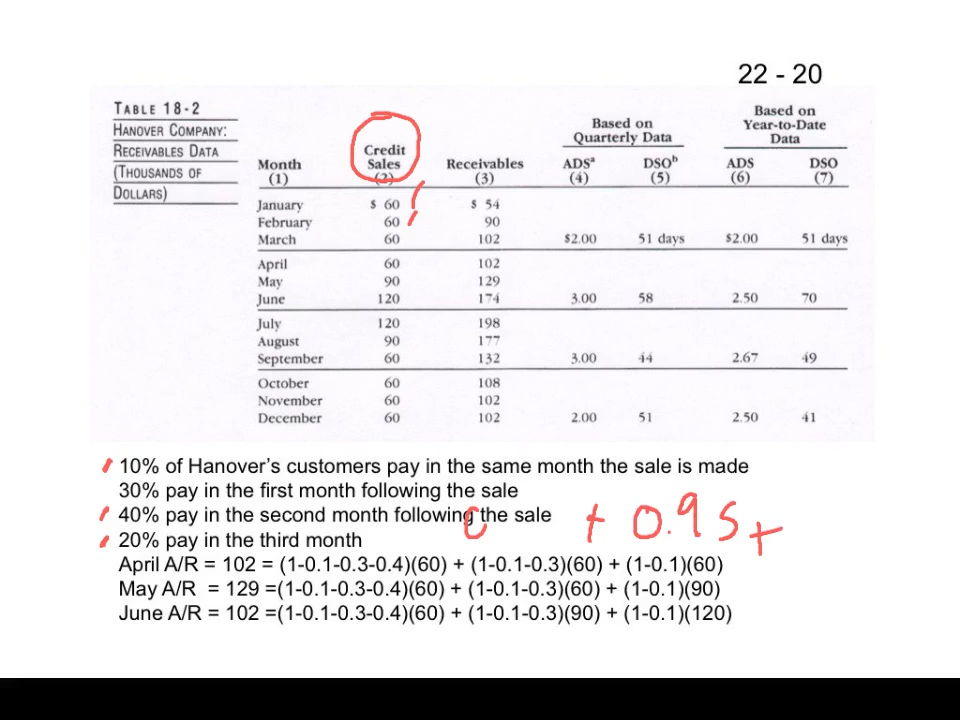 22 - 20
TABLE 18-2
HANOVER COMPANY:
RECEIVABLES DATA
(THOUSANDS OF
DOLLARS)
Based on Quarterly Data Based on Year-to-Date Data
Month (1) Credit Sales (2) Receivables (3) ADSᵃ (4) DSOᵇ (5) ADS (6) DSO (7)
January $ 60 $ 54
February 60 90
March 60 102 $2.00 51 days $2.00 51 days
April 60 102
May 90 129
June 120 174 3.00 58 2.50 70
July 120 198
August 90 177
September 60 132 3.00 44 2.67 49
October 60 108
November 60 102
December 60 102 2.00 51 2.50 41
10% of Hanover's customers pay in the same month the sale is made
30% pay in the first month following the sale
40% pay in the second month following the sale
+ 0.9S+
20% pay in the third month
April A/R = 102 = (1-0.1-0.3-0.4)(60) + (1-0.1-0.3)(60) + (1-0.1)(60)
May A/R = 129 =(1-0.1-0.3-0.4)(60) + (1-0.1-0.3)(60) + (1-0.1)(90)
June A/R = 102 =(1-0.1-0.3-0.4)(60) + (1-0.1-0.3)(90) + (1-0.1)(120)